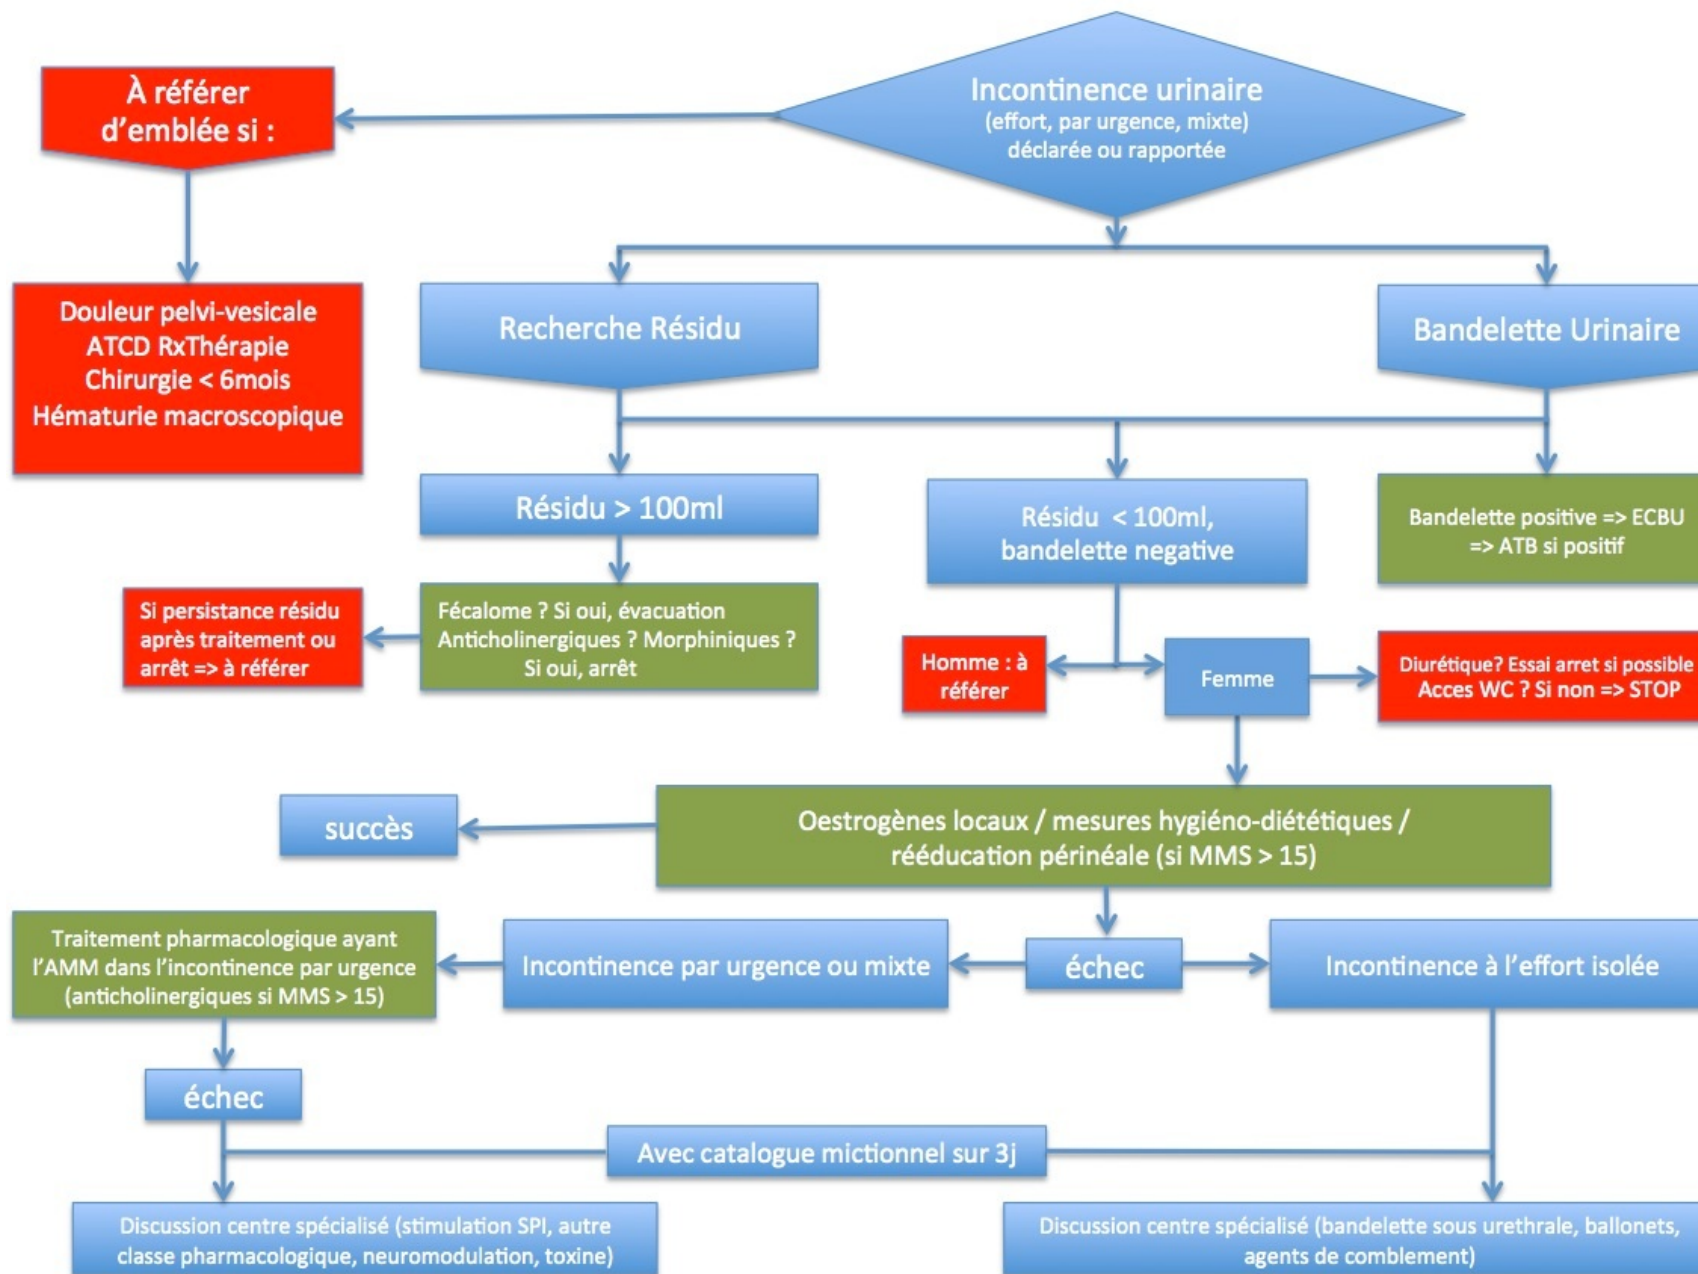 À référer
d'emblée si :
Incontinence urinaire
(effort, par urgence, mixte)
déclarée ou rapportée
Douleur pelvi-vesicale
ATCD RxThérapie
Chirurgie < 6mois
Hématurie macroscopique
Recherche Résidu
Bandelette Urinaire
Résidu > 100ml
Résidu < 100ml,
bandelette negative
Bandelette positive => ECBU
=> ATB si positif
Si persistance résidu
après traitement ou
arrêt => à référer
Fécalome ? Si oui, évacuation
Anticholinergiques ? Morphiniques ?
Si oui, arrêt
Homme : à
référer
Femme
Diurétique? Essai arret si possible
Acces WC ? Si non => STOP
succès
Oestrogènes locaux / mesures hygiéno-diététiques /
rééducation périnéale (si MMS > 15)
Traitement pharmacologique ayant
l'AMM dans l'incontinence par urgence
(anticholinergiques si MMS > 15)
Incontinence par urgence ou mixte
échec
Incontinence à l'effort isolée
échec
Avec catalogue mictionnel sur 3j
Discussion centre spécialisé (stimulation SPI, autre
classe pharmacologique, neuromodulation, toxine)
Discussion centre spécialisé (bandelette sous urethrale, ballonets,
agents de comblement)